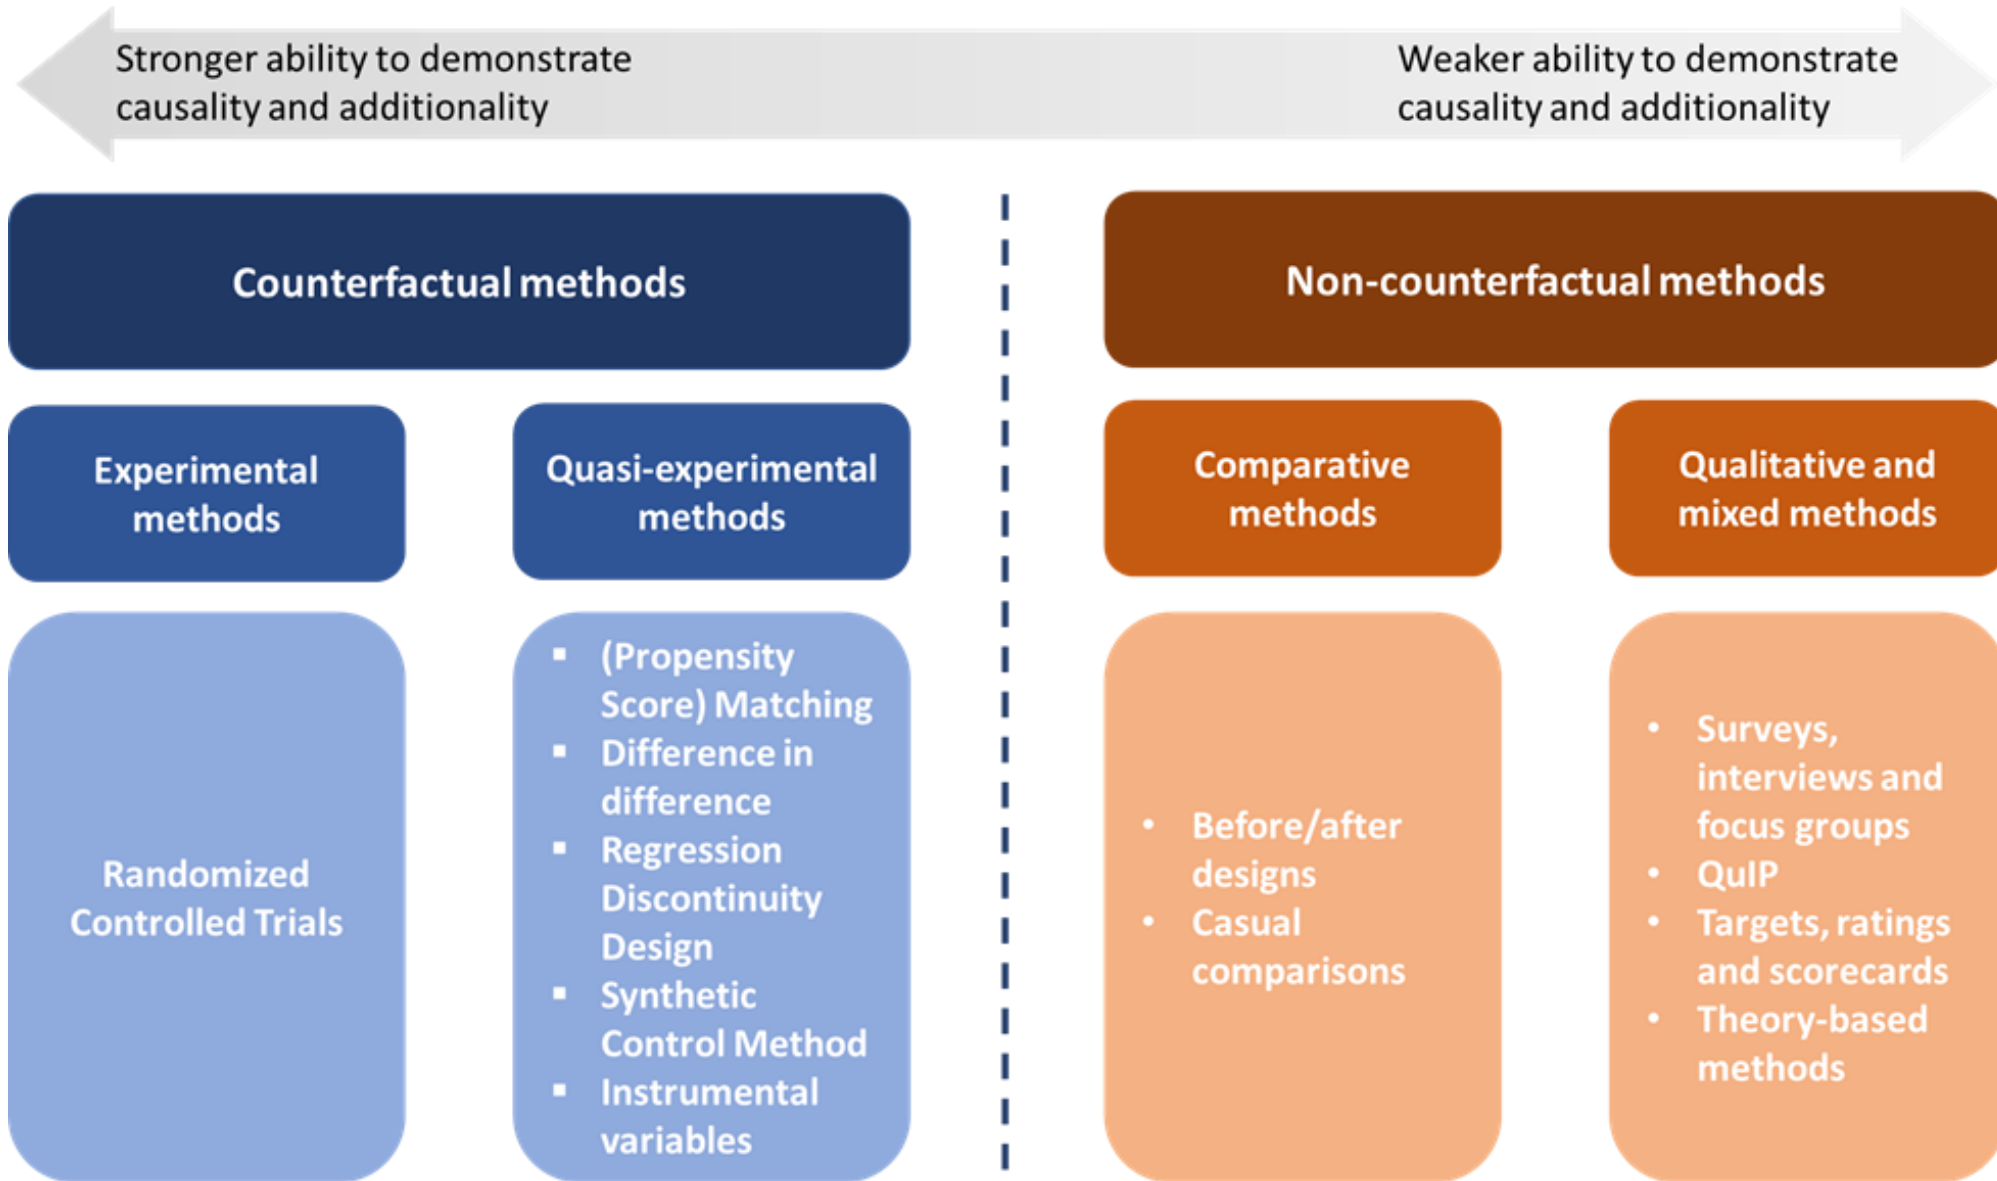 Stronger ability to demonstrate
causality and additionality
Weaker ability to demonstrate
causality and additionality
Counterfactual methods
Non-counterfactual methods
Experimental
methods
Quasi-experimental
methods
Comparative
methods
Qualitative and
mixed methods
Randomized
Controlled Trials
▪ (Propensity
Score) Matching
▪ Difference in
difference
▪ Regression
Discontinuity
Design
▪ Synthetic
Control Method
▪ Instrumental
variables
• Before/after
designs
• Casual
comparisons
• Surveys,
interviews and
focus groups
• QuIP
• Targets, ratings
and scorecards
• Theory-based
methods